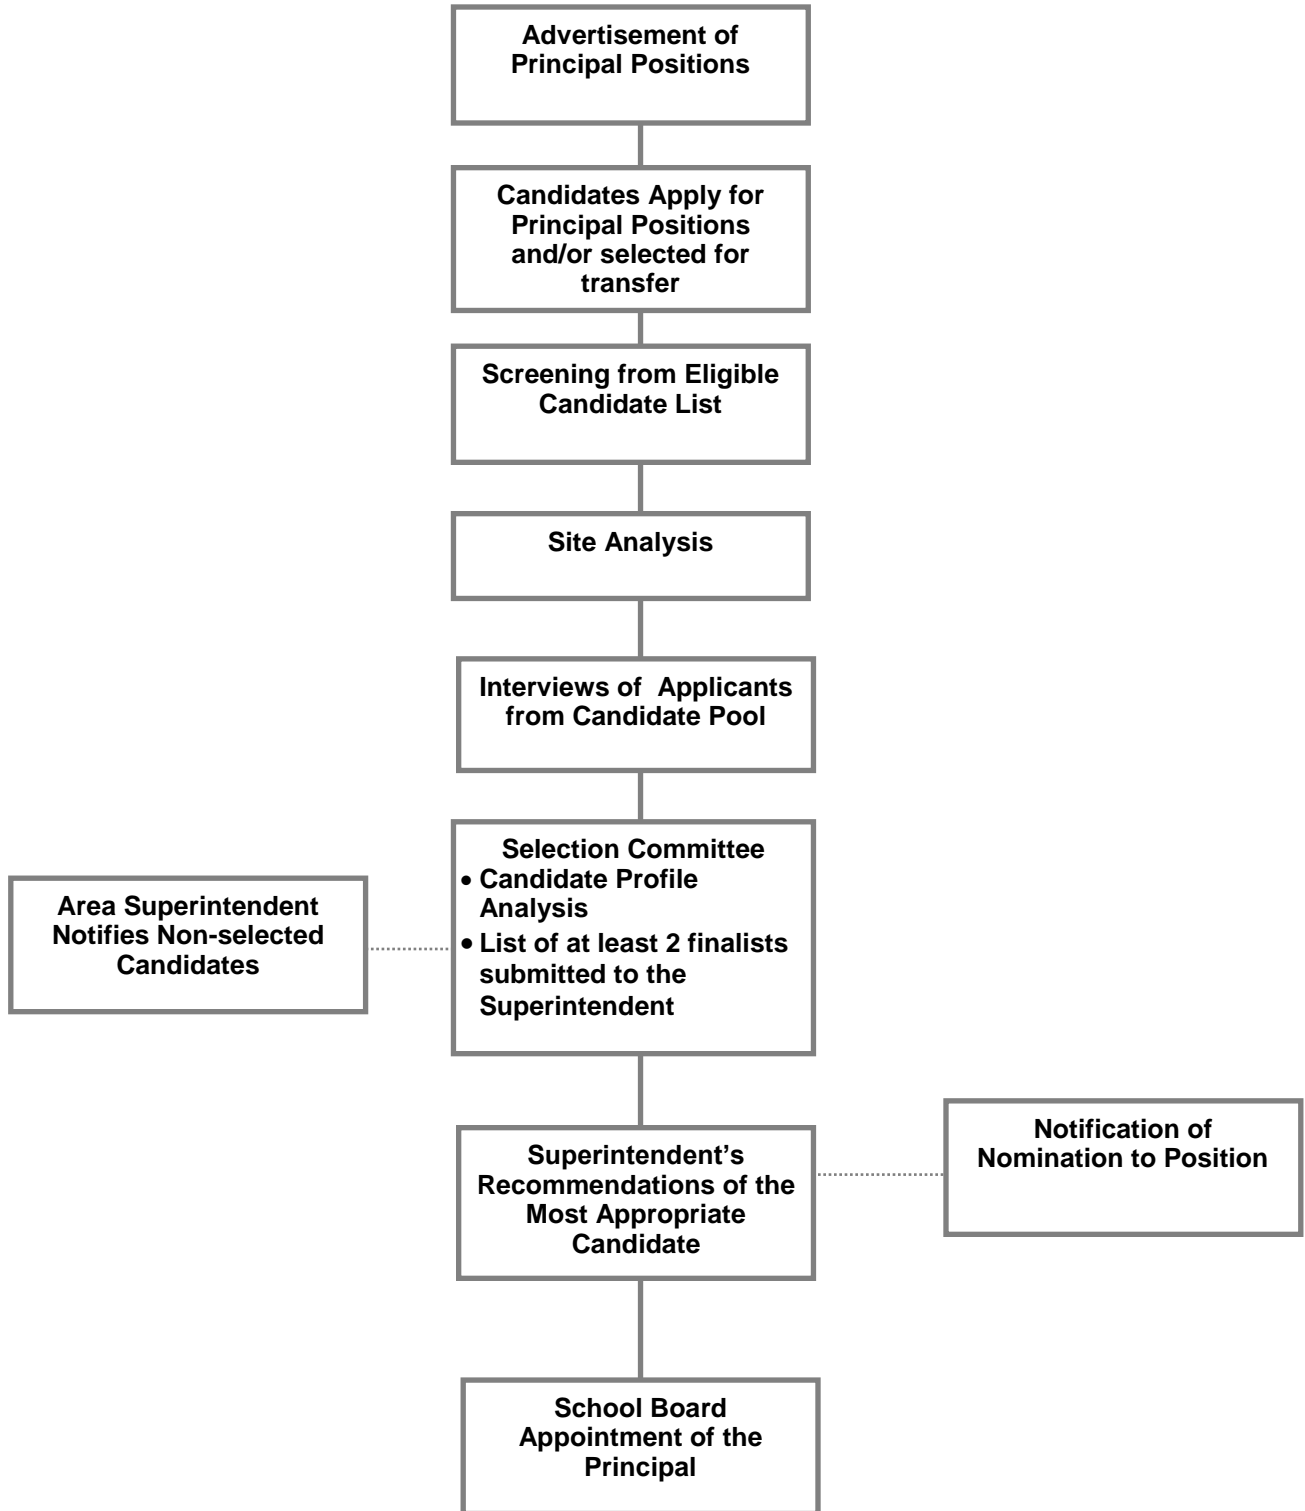 Advertisement of
Principal Positions
Candidates Apply for
Principal Positions
and/or selected for
transfer
Screening from Eligible
Candidate List
Site Analysis
Interviews of  Applicants
from Candidate Pool
Selection Committee
• Candidate Profile
Analysis
• List of at least 2 finalists
submitted to the
Superintendent
Area Superintendent
Notifies Non-selected
Candidates
Superintendent’s
Recommendations of the
Most Appropriate
Candidate
Notification of
Nomination to Position
School Board
Appointment of the
Principal